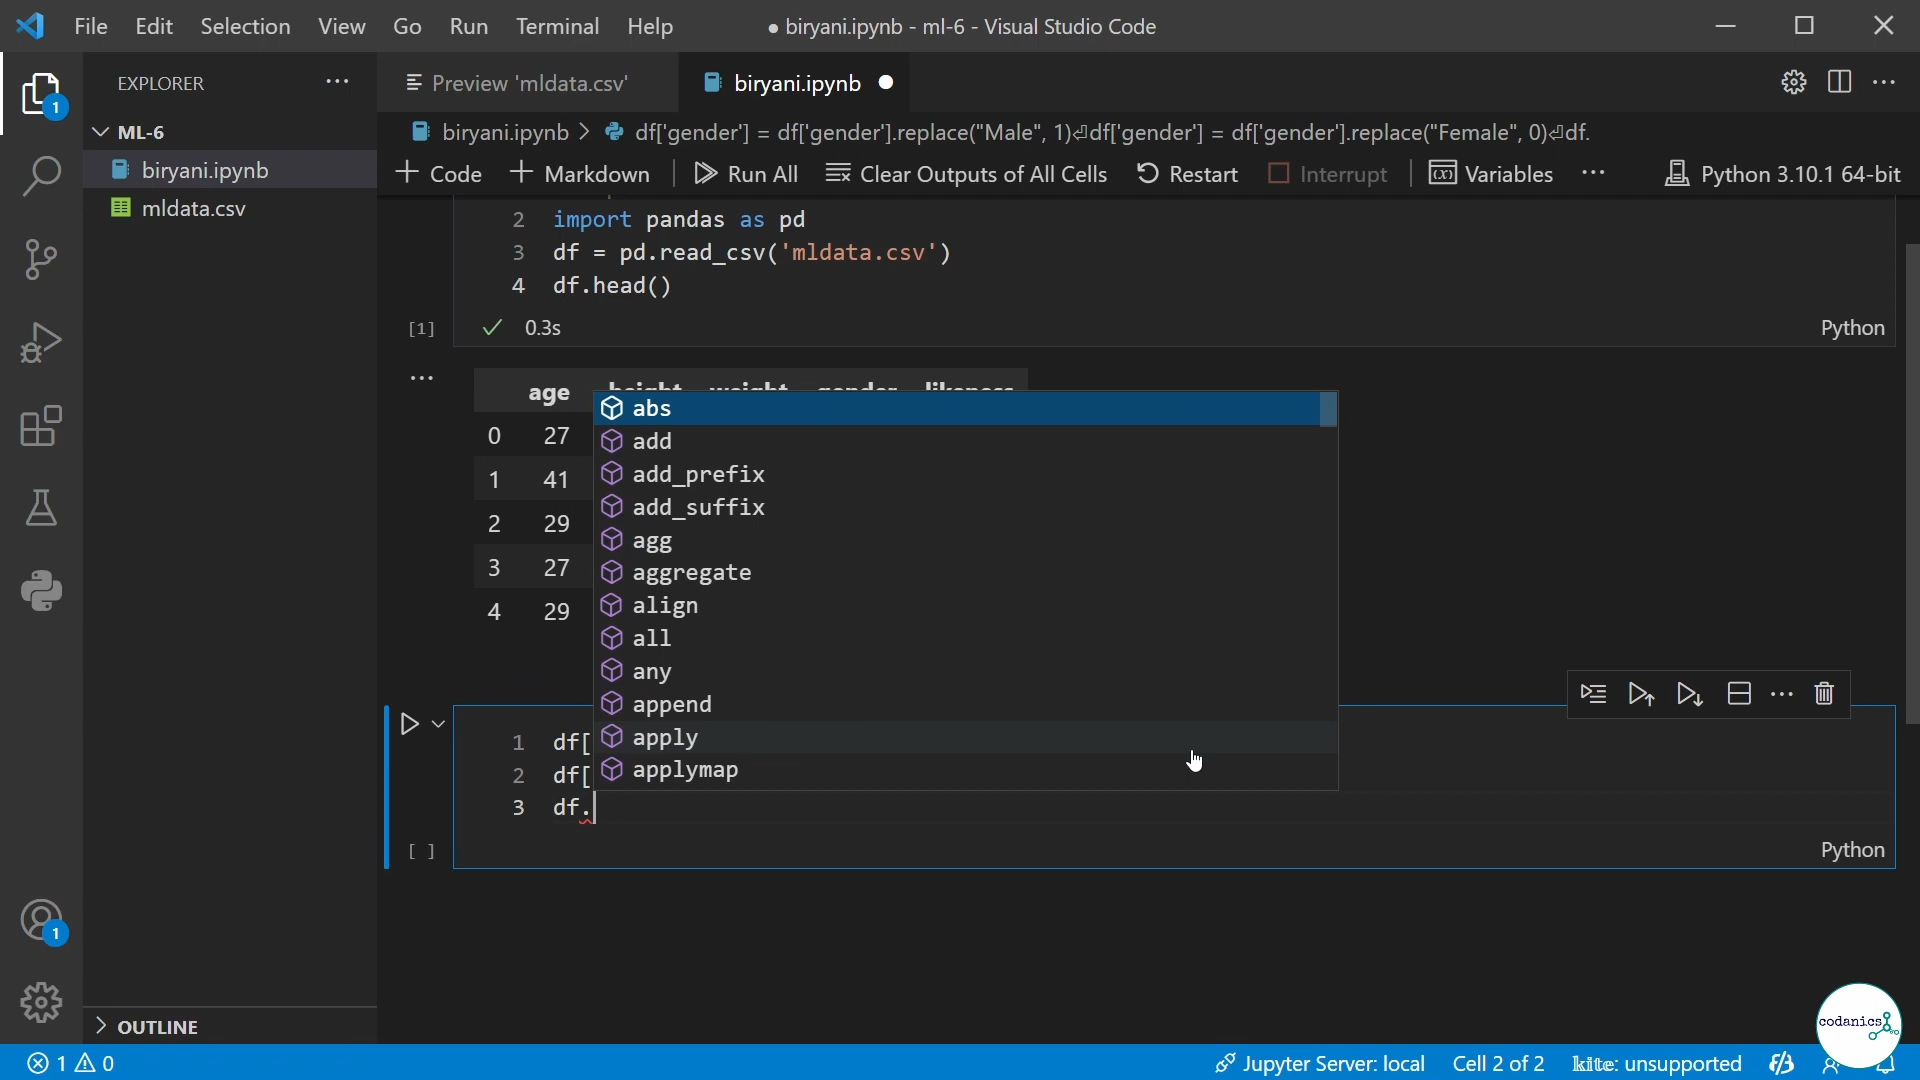 File Edit Selection View Go Run Terminal Help
● biryani.ipynb - ml-6 - Visual Studio Code
EXPLORER
Preview 'mldata.csv'
biryani.ipynb
1
ML-6
biryani.ipynb
mldata.csv
biryani.ipynb > df['gender'] = df['gender'].replace("Male", 1)⏎df['gender'] = df['gender'].replace("Female", 0)⏎df.
Code Markdown Run All Clear Outputs of All Cells Restart Interrupt Variables Python 3.10.1 64-bit
2 import pandas as pd
3 df = pd.read_csv('mldata.csv')
4 df.head()
[1] 0.3s Python
age height weight gender likeness
0 27
1 41
2 29
3 27
4 29
abs
add
add_prefix
add_suffix
agg
aggregate
align
all
any
append
apply
applymap
1 df[
2 df[
3 df.
[ ] Python
1
OUTLINE
codanics
1 0
Jupyter Server: local Cell 2 of 2 kite: unsupported